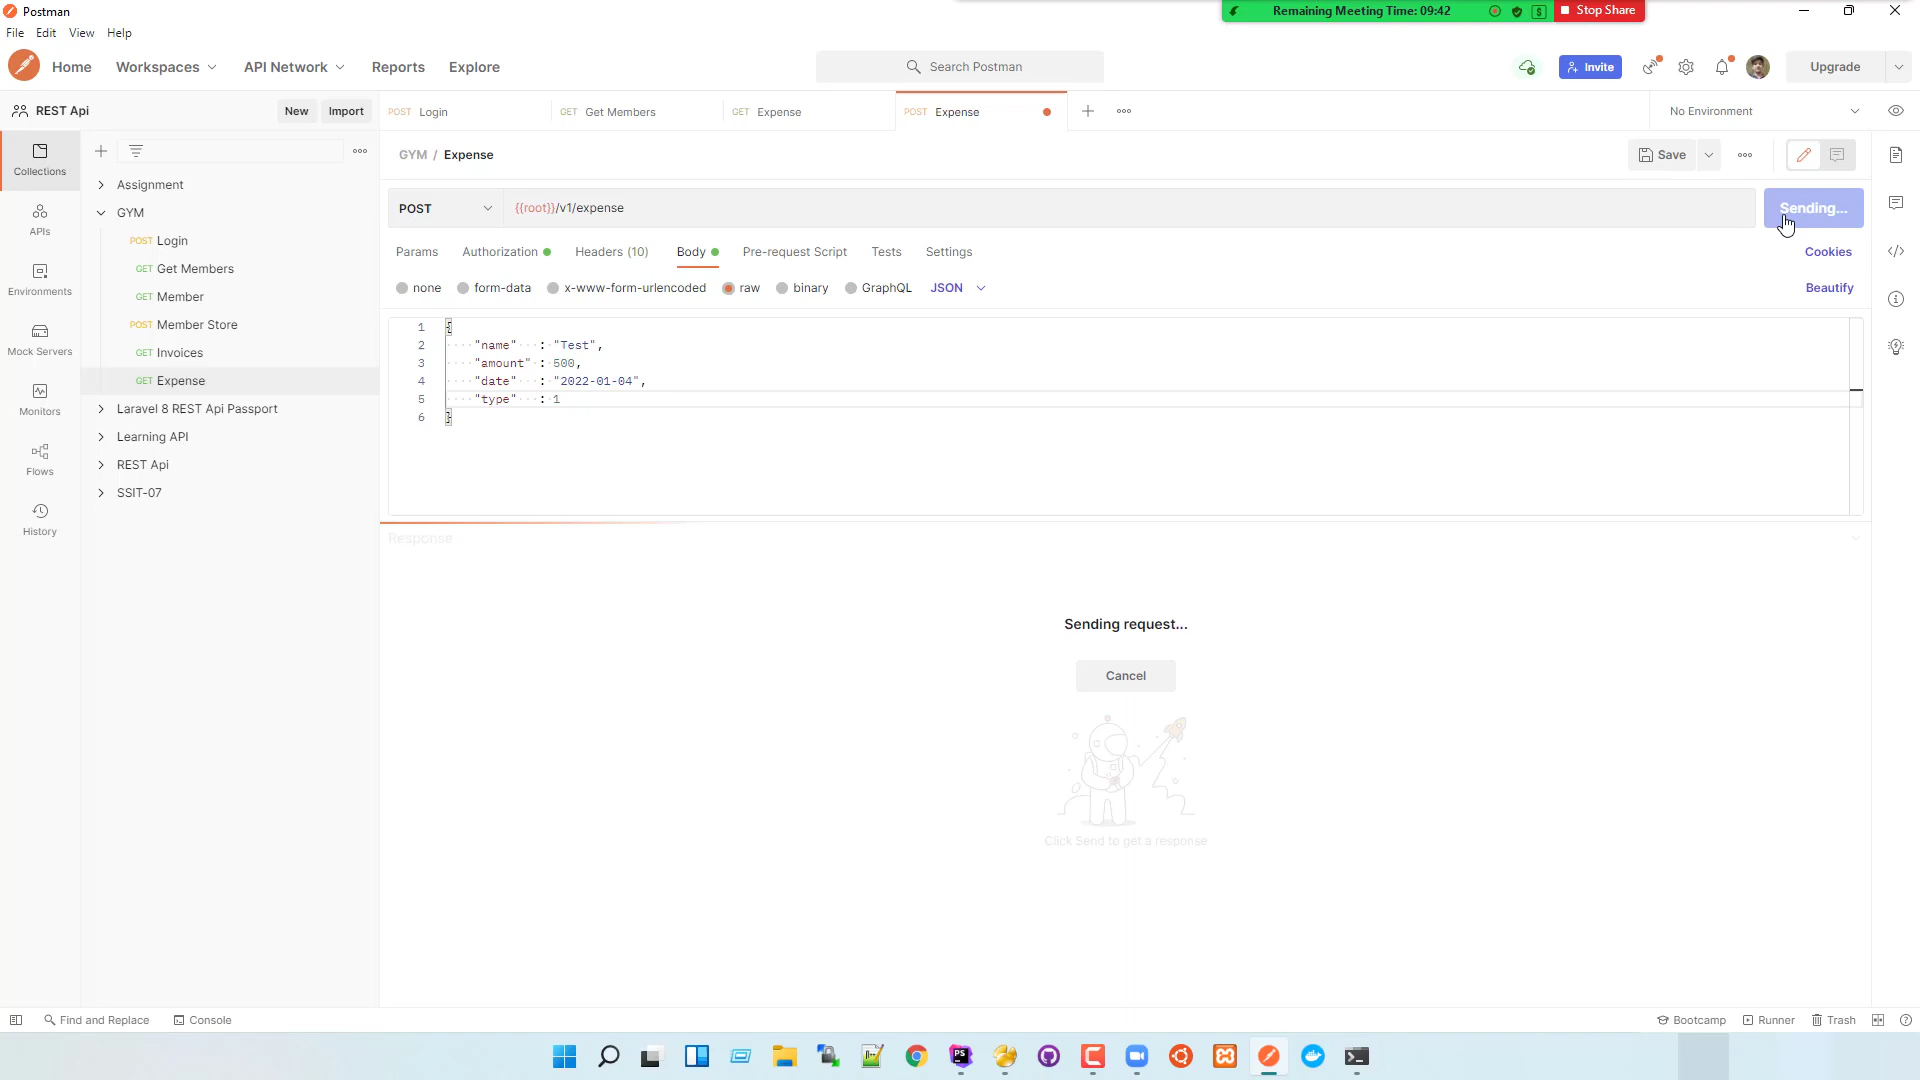 Postman
Remaining Meeting Time: 09:42
Stop Share
File Edit View Help
Home Workspaces API Network Reports Explore
Search Postman
Invite
Upgrade
REST Api
New Import
POST Login
GET Get Members
GET Expense
POST Expense
No Environment
GYM / Expense
Save
Collections
APIs
Environments
Mock Servers
Monitors
Flows
History
Assignment
GYM
POST Login
GET Get Members
GET Member
POST Member Store
GET Invoices
GET Expense
Laravel 8 REST Api Passport
Learning API
REST Api
SSIT-07
POST
{{root}}/v1/expense
Sending...
Params Authorization Headers (10) Body Pre-request Script Tests Settings
Cookies
none form-data x-www-form-urlencoded raw binary GraphQL JSON
Beautify
1 {
2 "name" : "Test",
3 "amount" : 500,
4 "date" : "2022-01-04",
5 "type" : 1
6 }
Response
Sending request...
Cancel
Click Send to get a response
Find and Replace Console
Bootcamp Runner Trash